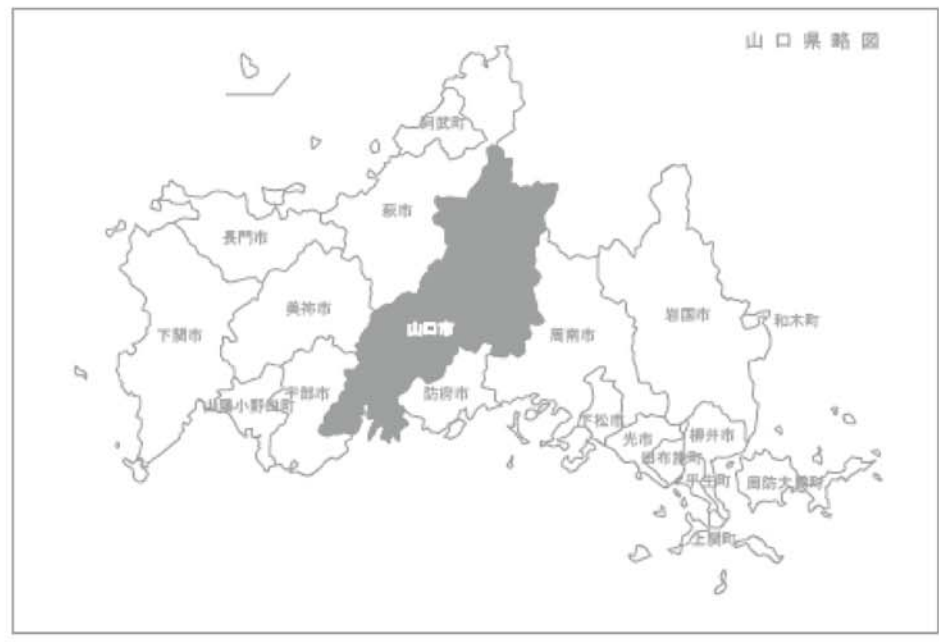 山口県略図
阿武町
萩市
長門市
美祢市
下関市
山口市
周南市
岩国市
和木町
宇部市
防府市
山陽小野田町
下松市
光市
柳井市
田布施町
平生町
周防大島町
上関町